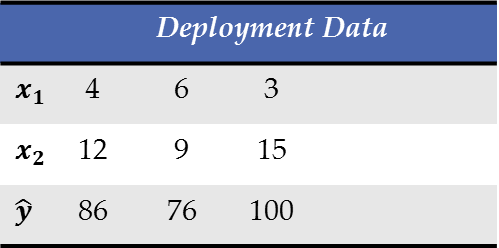 Deployment Data
x₁ 4 6 3
x₂ 12 9 15
ŷ 86 76 100